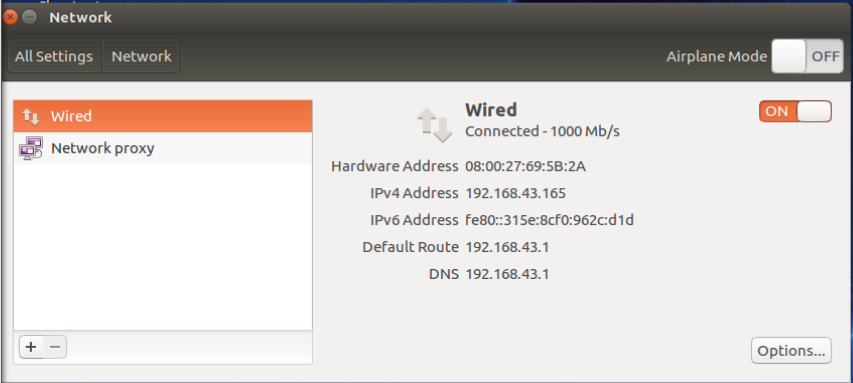 Network
All Settings Network Airplane Mode OFF
Wired
Network proxy
Wired ON
Connected - 1000 Mb/s
Hardware Address 08:00:27:69:5B:2A
IPv4 Address 192.168.43.165
IPv6 Address fe80::315e:8cf0:962c:d1d
Default Route 192.168.43.1
DNS 192.168.43.1
Options...